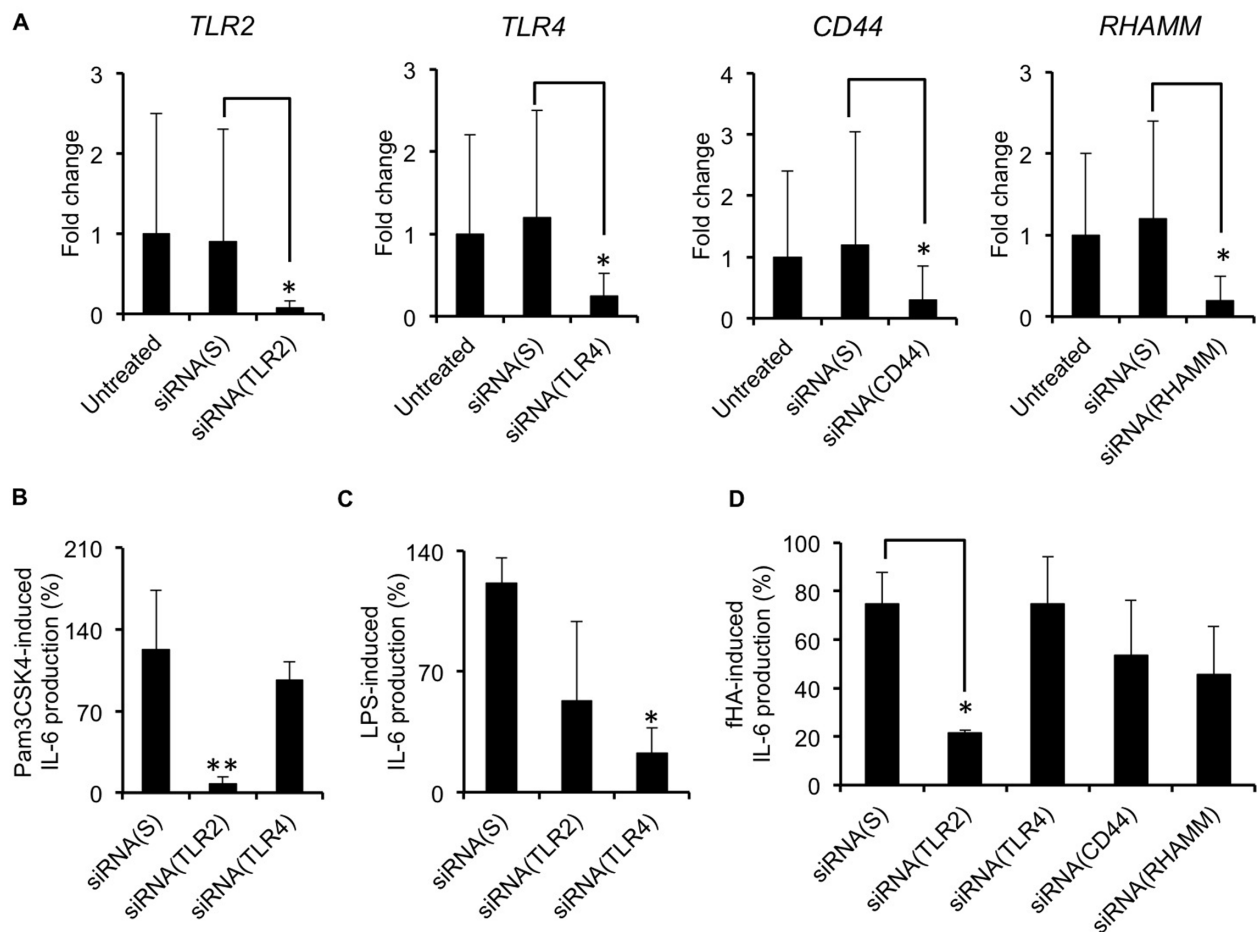 A
TLR2
TLR4
CD44
RHAMM
Fold change
3
2
1
0
*
Untreated
siRNA(S)
siRNA(TLR2)
Fold change
3
2
1
0
*
Untreated
siRNA(S)
siRNA(TLR4)
Fold change
4
3
2
1
0
*
Untreated
siRNA(S)
siRNA(CD44)
Fold change
3
2
1
0
*
Untreated
siRNA(S)
siRNA(RHAMM)
B
Pam3CSK4-induced
IL-6 production (%)
210
140
70
0
**
siRNA(S)
siRNA(TLR2)
siRNA(TLR4)
C
LPS-induced
IL-6 production (%)
140
70
0
*
siRNA(S)
siRNA(TLR2)
siRNA(TLR4)
D
fHA-induced
IL-6 production (%)
100
80
60
40
20
0
*
siRNA(S)
siRNA(TLR2)
siRNA(TLR4)
siRNA(CD44)
siRNA(RHAMM)